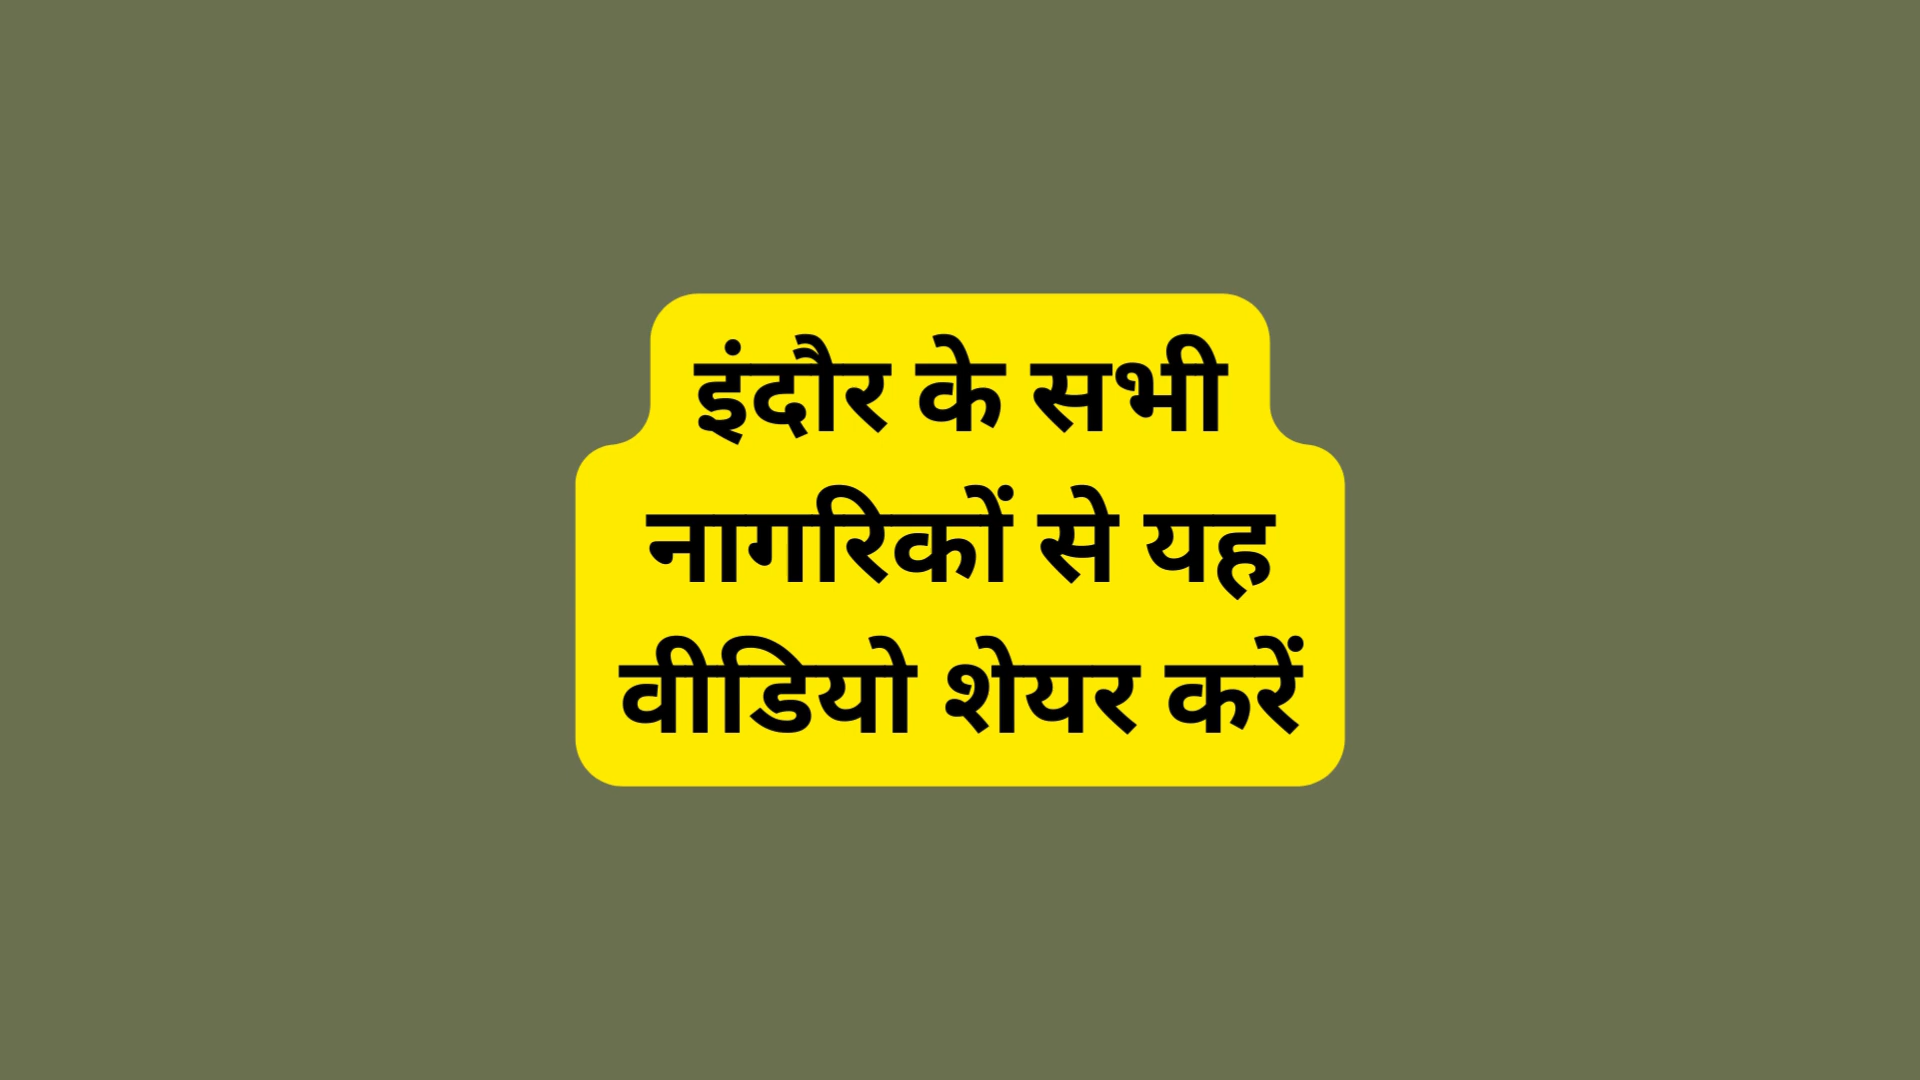 इंदौर के सभी
नागरिकों से यह
वीडियो शेयर करें